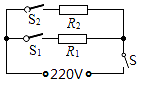 S₂ R₂
S₁ R₁ S
220V